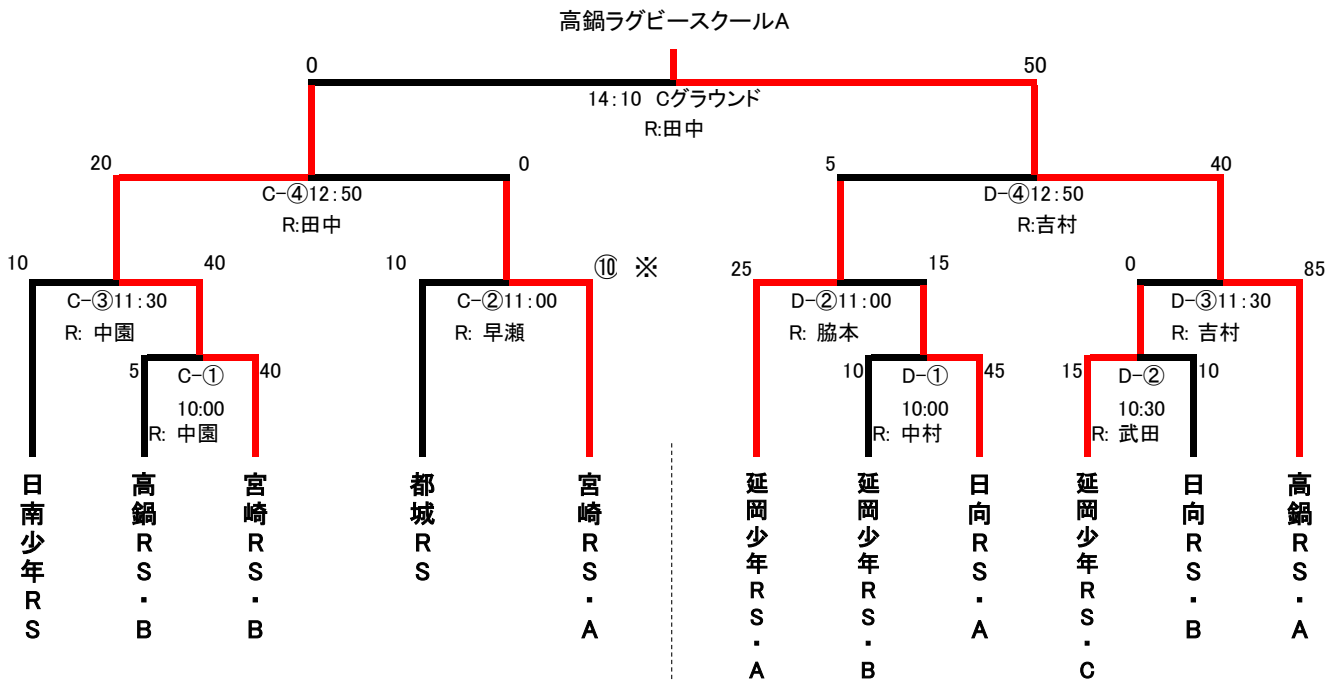 高鍋ラグビースクールA
0
50
14:10 Cグラウンド
R:田中
20
0
5
40
C-④12:50
D-④12:50
R:田中
R:吉村
10
40
10
⑩ ※
25
15
0
85
C-③11:30
C-②11:00
D-②11:00
D-③11:30
R: 中園
R: 早瀬
R: 脇本
R: 吉村
5
C-①
40
10
D-①
45
15
D-②
10
10:00
10:00
10:30
R: 中園
R: 中村
R: 武田
日南少年RS
高鍋RS・B
宮崎RS・B
都城RS
宮崎RS・A
延岡少年RS・A
延岡少年RS・B
日向RS・A
延岡少年RS・C
日向RS・B
高鍋RS・A